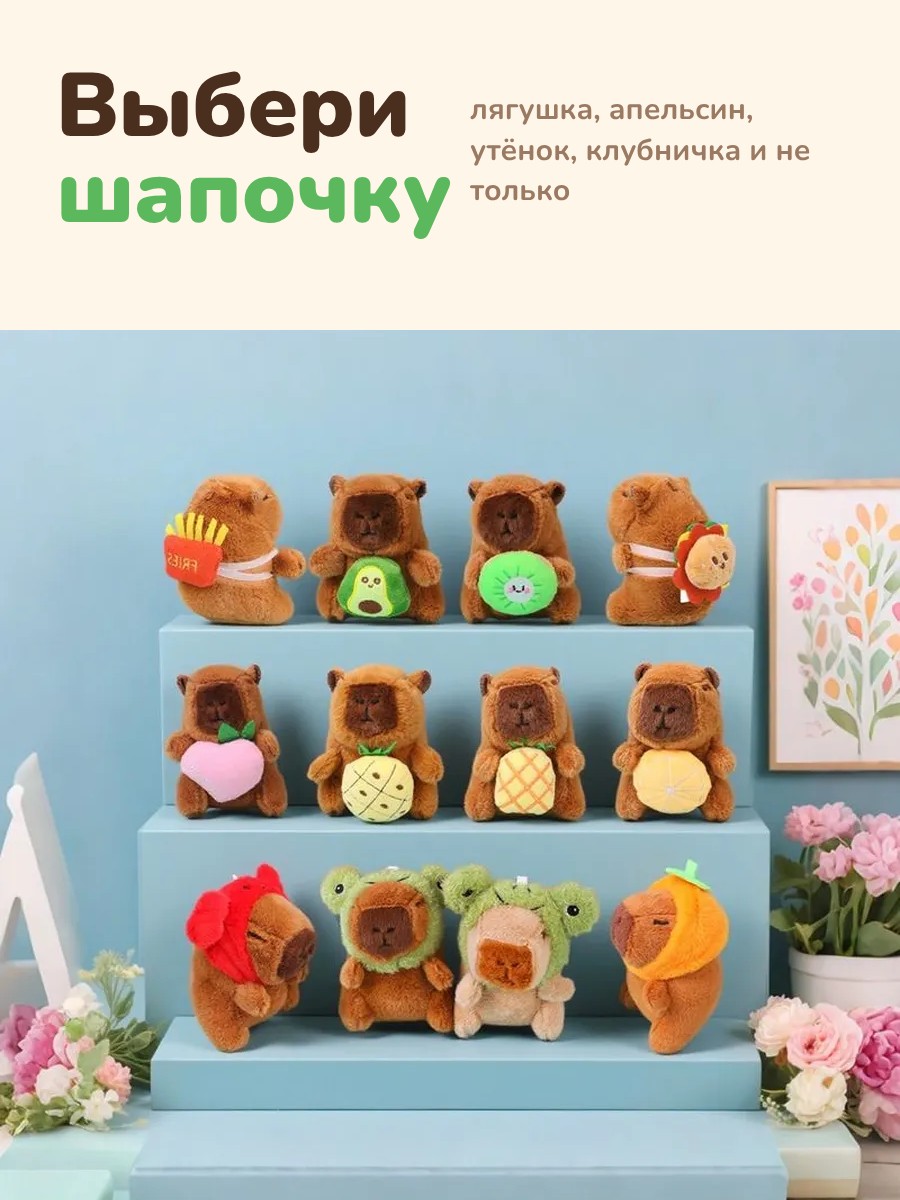 Выбери
шапочку
лягушка, апельсин,
утёнок, клубничка и не
только
FRIES